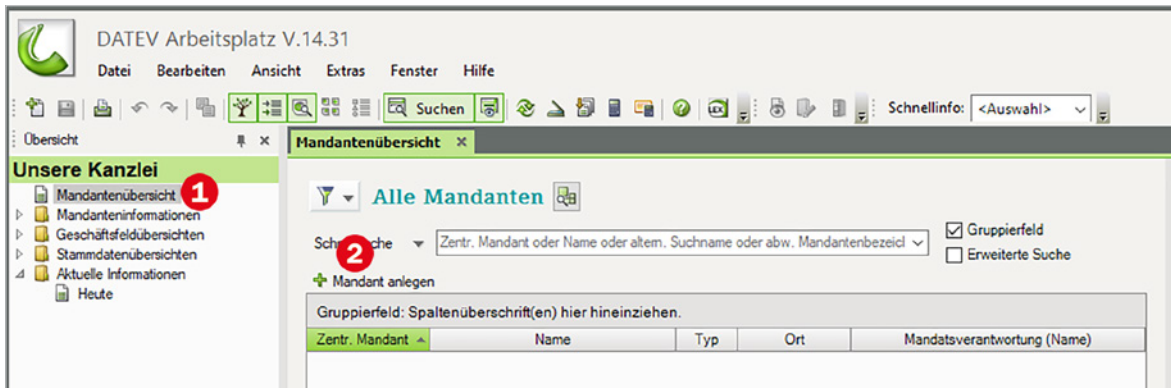 DATEV Arbeitsplatz V.14.31
Datei Bearbeiten Ansicht Extras Fenster Hilfe
LEX Suchen Schnellinfo: <Auswahl>
Übersicht
Unsere Kanzlei
Mandantenübersicht 1
Mandanteninformationen
Geschäftsfeldübersichten
Stammdatenübersichten
Aktuelle Informationen
Heute
Mandantenübersicht
Alle Mandanten
Zentr. Mandant oder Name oder altern. Suchname oder abw. Mandantenbezeicl
Gruppierfeld
Erweiterte Suche
2
Mandant anlegen
Gruppierfeld: Spaltenüberschrift(en) hier hineinziehen.
Zentr. Mandant Name Typ Ort Mandatsverantwortung (Name)